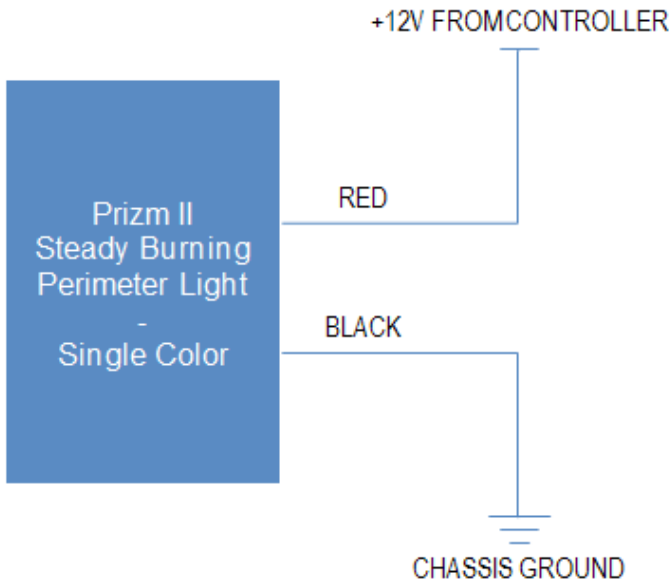 +12V FROMCONTROLLER
RED
Prizm II
Steady Burning
Perimeter Light
-
Single Color
BLACK
CHASSIS GROUND